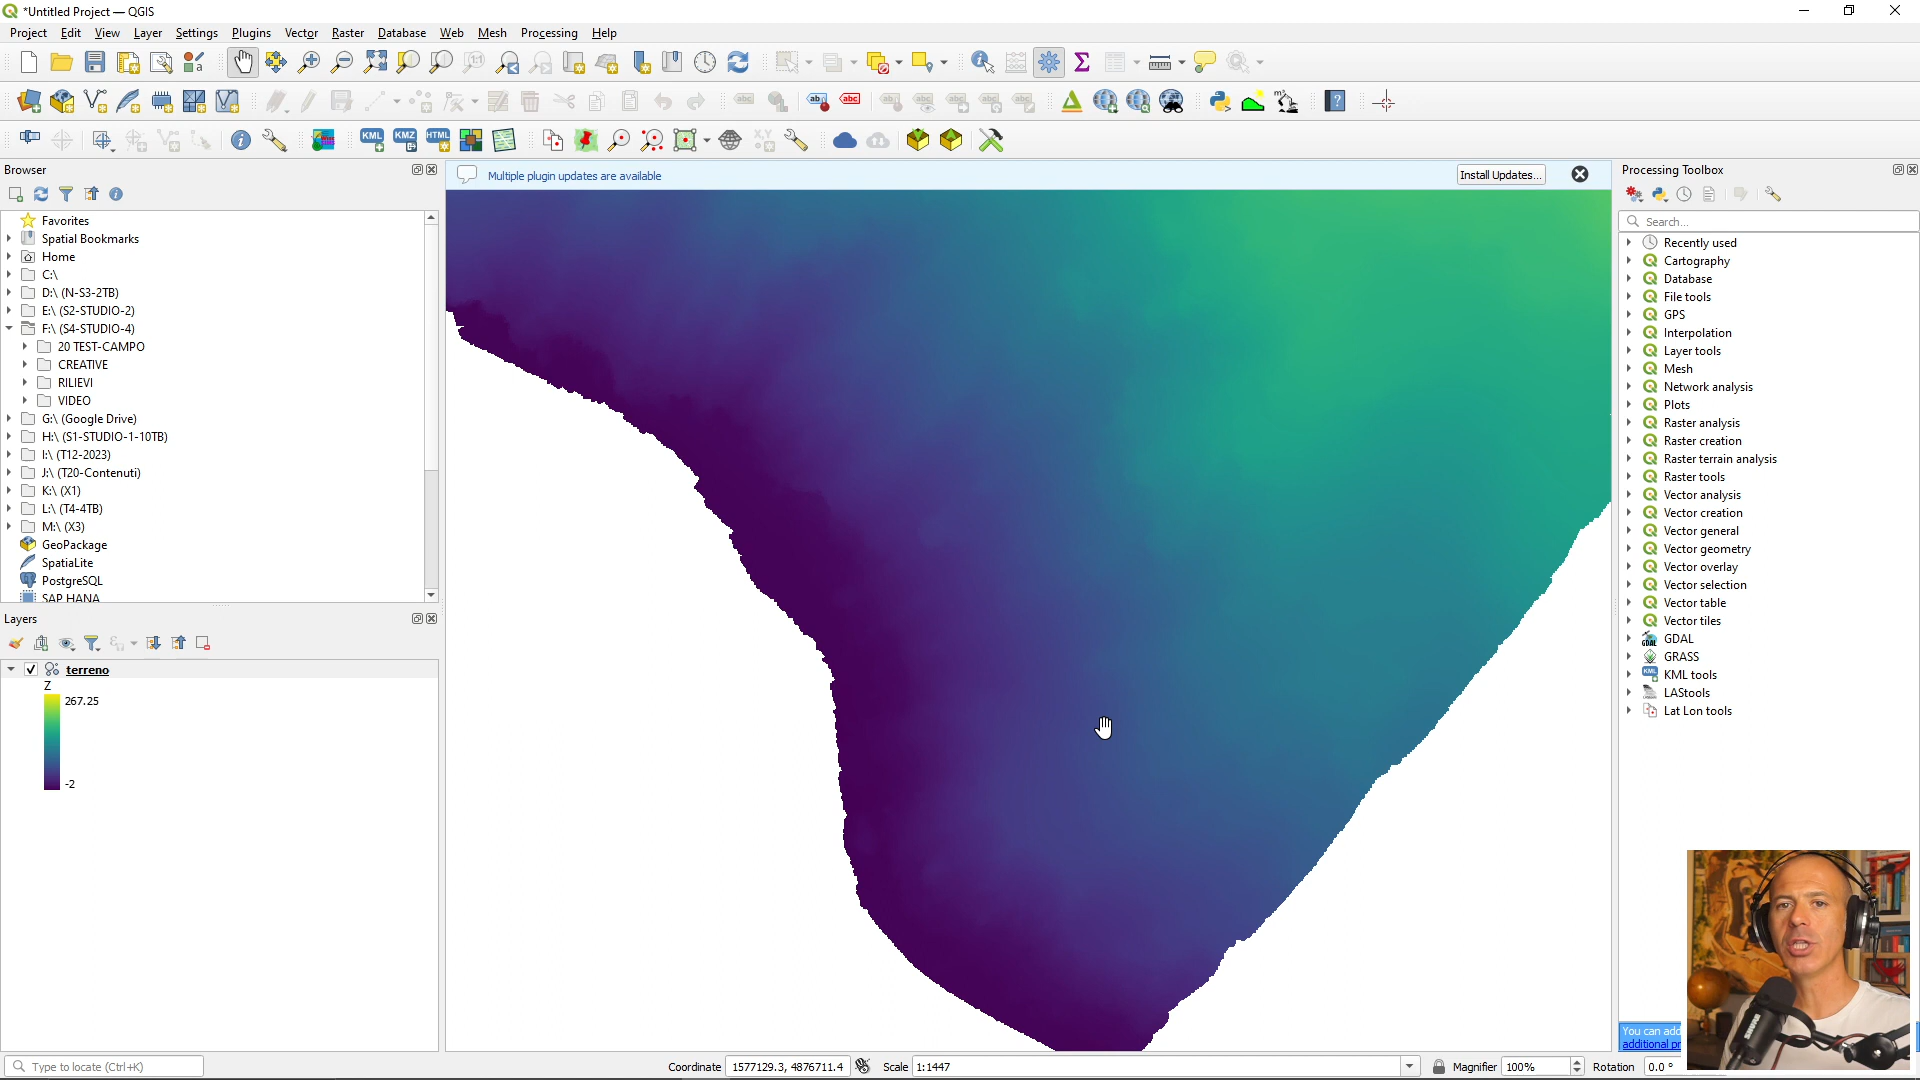 *Untitled Project — QGIS
Project Edit View Layer Settings Plugins Vector Raster Database Web Mesh Processing Help
Browser
Multiple plugin updates are available
Install Updates...
Processing Toolbox
Search...
Favorites
Spatial Bookmarks
Home
C:\
D:\ (N-S3-2TB)
E:\ (S2-STUDIO-2)
F:\ (S4-STUDIO-4)
20 TEST-CAMPO
CREATIVE
RILIEVI
VIDEO
G:\ (Google Drive)
H:\ (S1-STUDIO-1-10TB)
I:\ (T12-2023)
J:\ (T20-Contenuti)
K:\ (X1)
L:\ (T4-4TB)
M:\ (X3)
GeoPackage
SpatiaLite
PostgreSQL
SAP HANA
Layers
terreno
Z
267.25
-2
Recently used
Cartography
Database
File tools
GPS
Interpolation
Layer tools
Mesh
Network analysis
Plots
Raster analysis
Raster creation
Raster terrain analysis
Raster tools
Vector analysis
Vector creation
Vector general
Vector geometry
Vector overlay
Vector selection
Vector table
Vector tiles
GDAL
GRASS
KML tools
LAStools
Lat Lon tools
You can add
additional pr
Type to locate (Ctrl+K)
Coordinate 1577129.3, 4876711.4 Scale 1:1447 Magnifier 100% Rotation 0.0 °